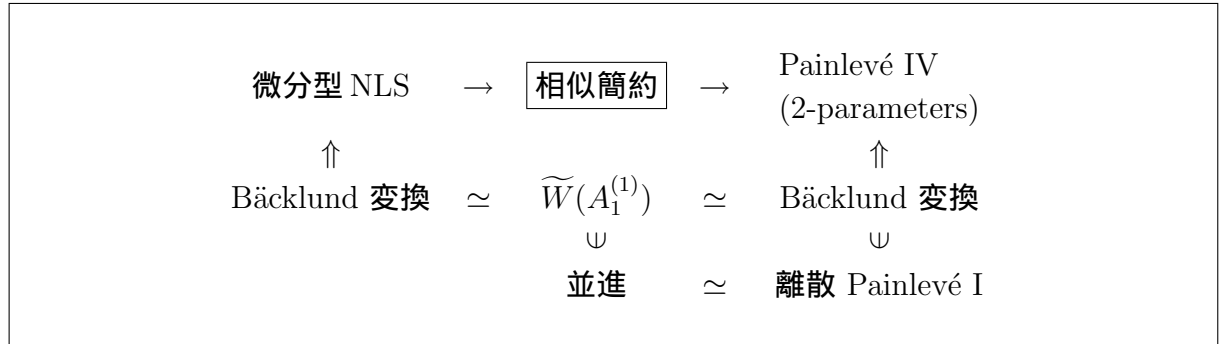 微分型 NLS → 相似簡約 → Painlevé IV
(2-parameters)
⇑ ⇑
Bäcklund 変換 ≃ W̃(A₁⁽¹⁾) ≃ Bäcklund 変換
∪ ∪
並進 ≃ 離散 Painlevé I